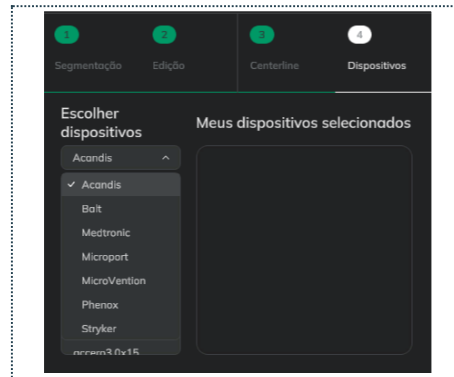 1 2 3 4
Segmentação Edição Centerline Dispositivos
Escolher
dispositivos
Meus dispositivos selecionados
Acandis
Acandis
Balt
Medtronic
Microport
MicroVention
Phenox
Stryker
accero3.0x15